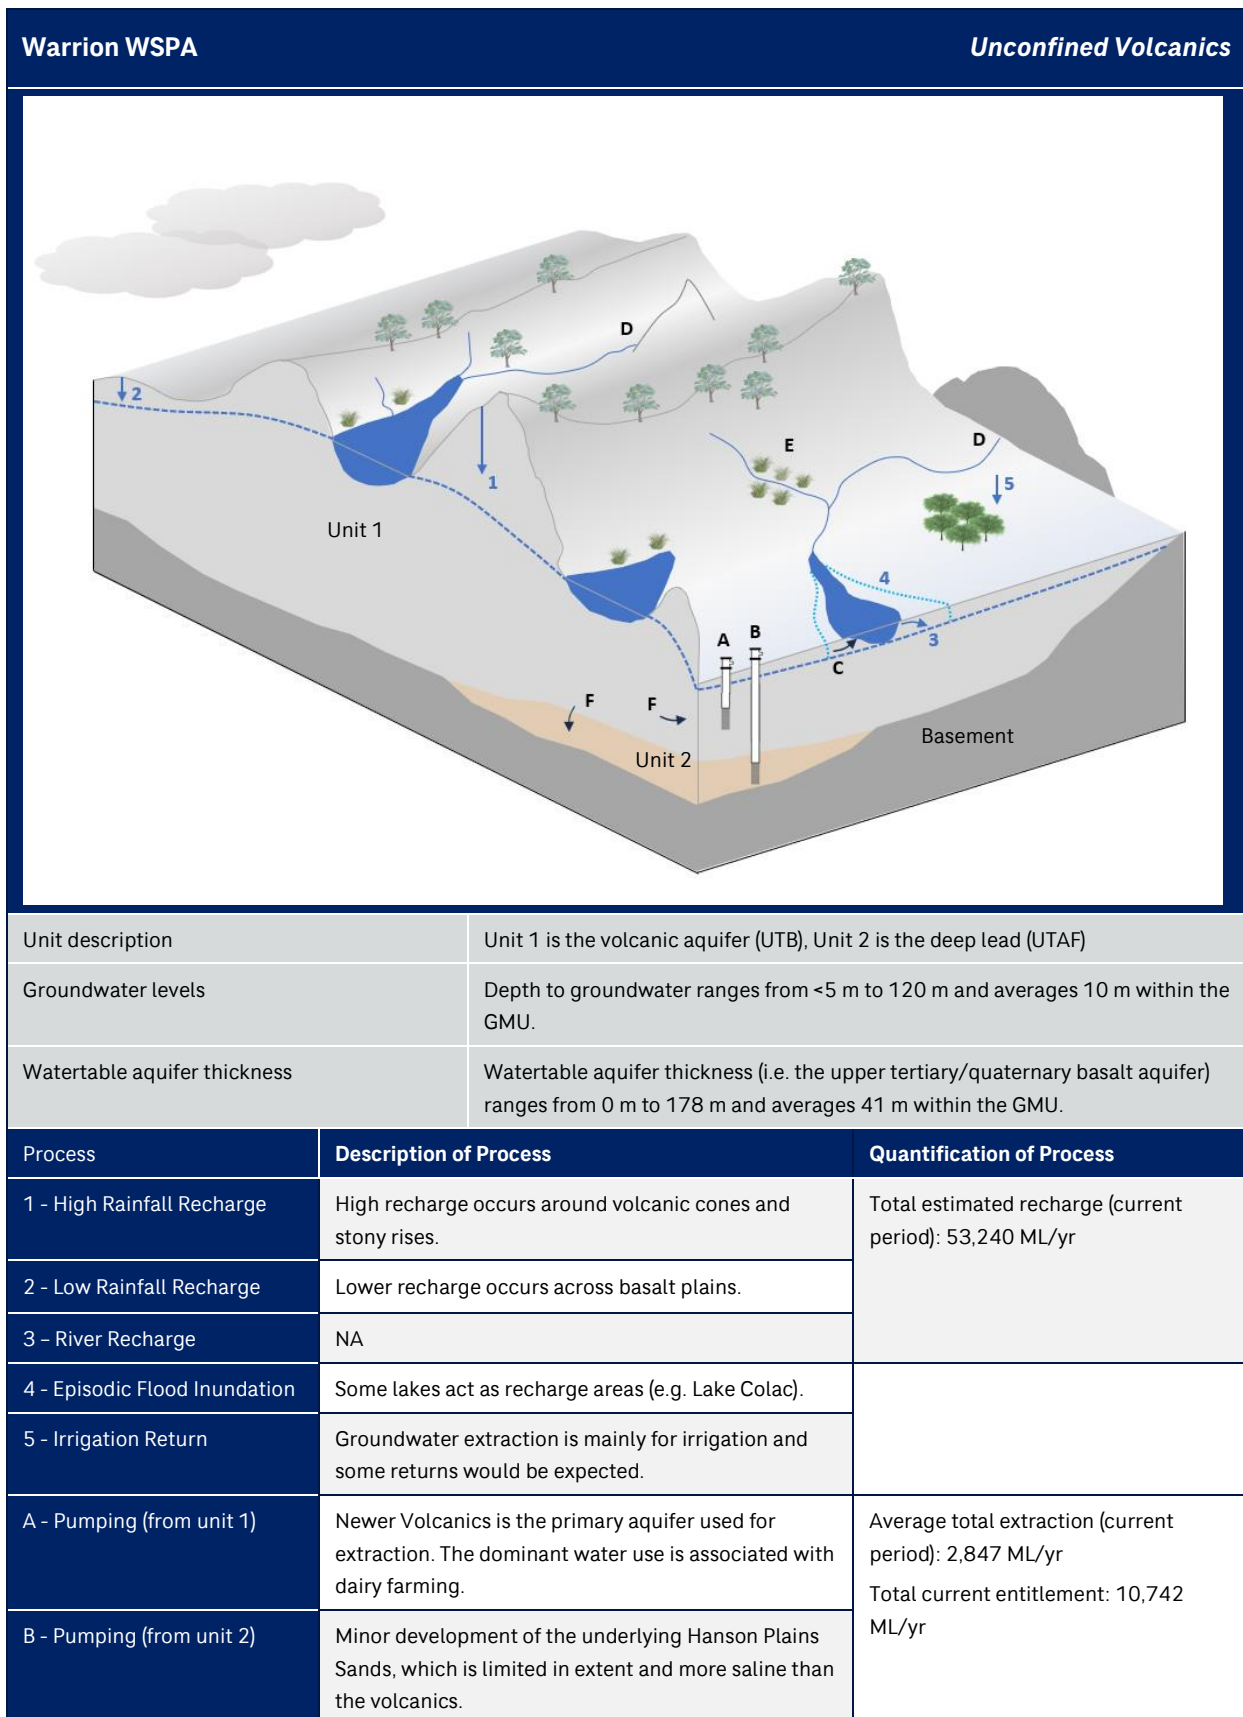 Warrion WSPA
Unconfined Volcanics
D
2
E
D
1
5
Unit 1
4
A
B
3
C
F
F
Basement
Unit 2
Unit description
Unit 1 is the volcanic aquifer (UTB), Unit 2 is the deep lead (UTAF)
Groundwater levels
Depth to groundwater ranges from <5 m to 120 m and averages 10 m within the
GMU.
Watertable aquifer thickness
Watertable aquifer thickness (i.e. the upper tertiary/quaternary basalt aquifer)
ranges from 0 m to 178 m and averages 41 m within the GMU.
Process
Description of Process
Quantification of Process
1 - High Rainfall Recharge
High recharge occurs around volcanic cones and
stony rises.
Total estimated recharge (current
period): 53,240 ML/yr
2 - Low Rainfall Recharge
Lower recharge occurs across basalt plains.
3 – River Recharge
NA
4 - Episodic Flood Inundation
Some lakes act as recharge areas (e.g. Lake Colac).
5 - Irrigation Return
Groundwater extraction is mainly for irrigation and
some returns would be expected.
A - Pumping (from unit 1)
Newer Volcanics is the primary aquifer used for
extraction. The dominant water use is associated with
dairy farming.
Average total extraction (current
period): 2,847 ML/yr
Total current entitlement: 10,742
ML/yr
B - Pumping (from unit 2)
Minor development of the underlying Hanson Plains
Sands, which is limited in extent and more saline than
the volcanics.